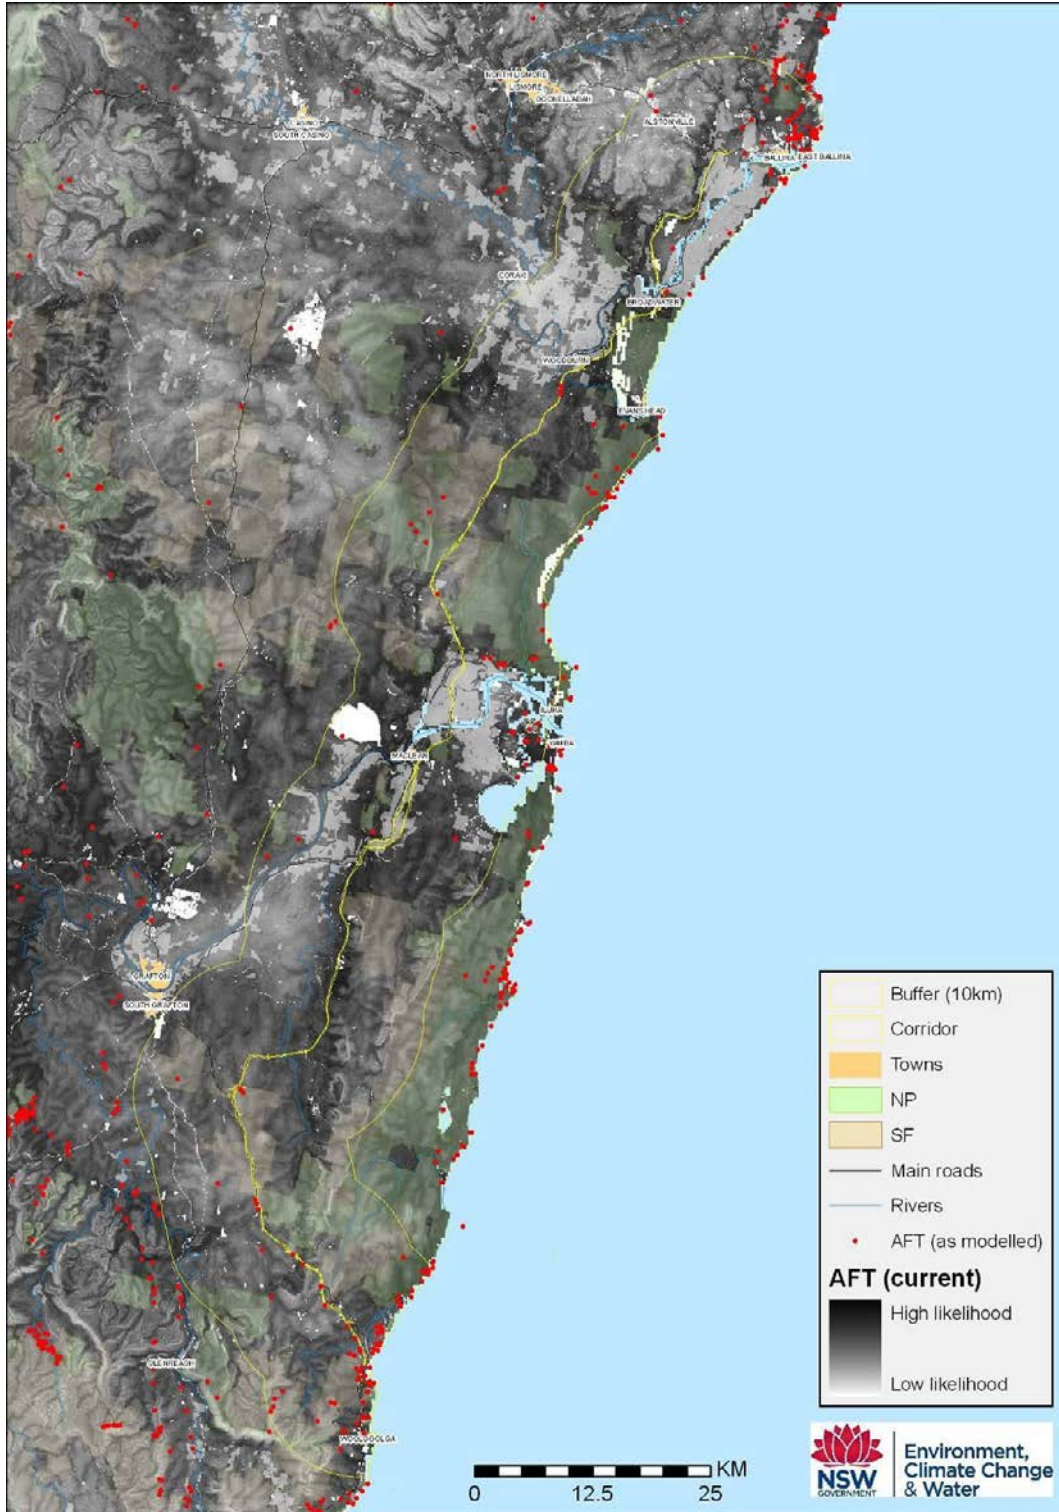 NORTH LISMORE
LISMORE
GOONELLABAH
CASINO
SOUTH CASINO
ALSTONVILLE
BALLINA
EAST BALLINA
CORAKI
BROADWATER
WOODBURN
EVANS HEAD
ILUKA
YAMBA
MACLEAN
GRAFTON
SOUTH GRAFTON
GLENREAGH
WOOLGOOLGA
Buffer (10km)
Corridor
Towns
NP
SF
Main roads
Rivers
AFT (as modelled)
AFT (current)
High likelihood
Low likelihood
KM
0 12.5 25
NSW
GOVERNMENT
Environment,
Climate Change
& Water